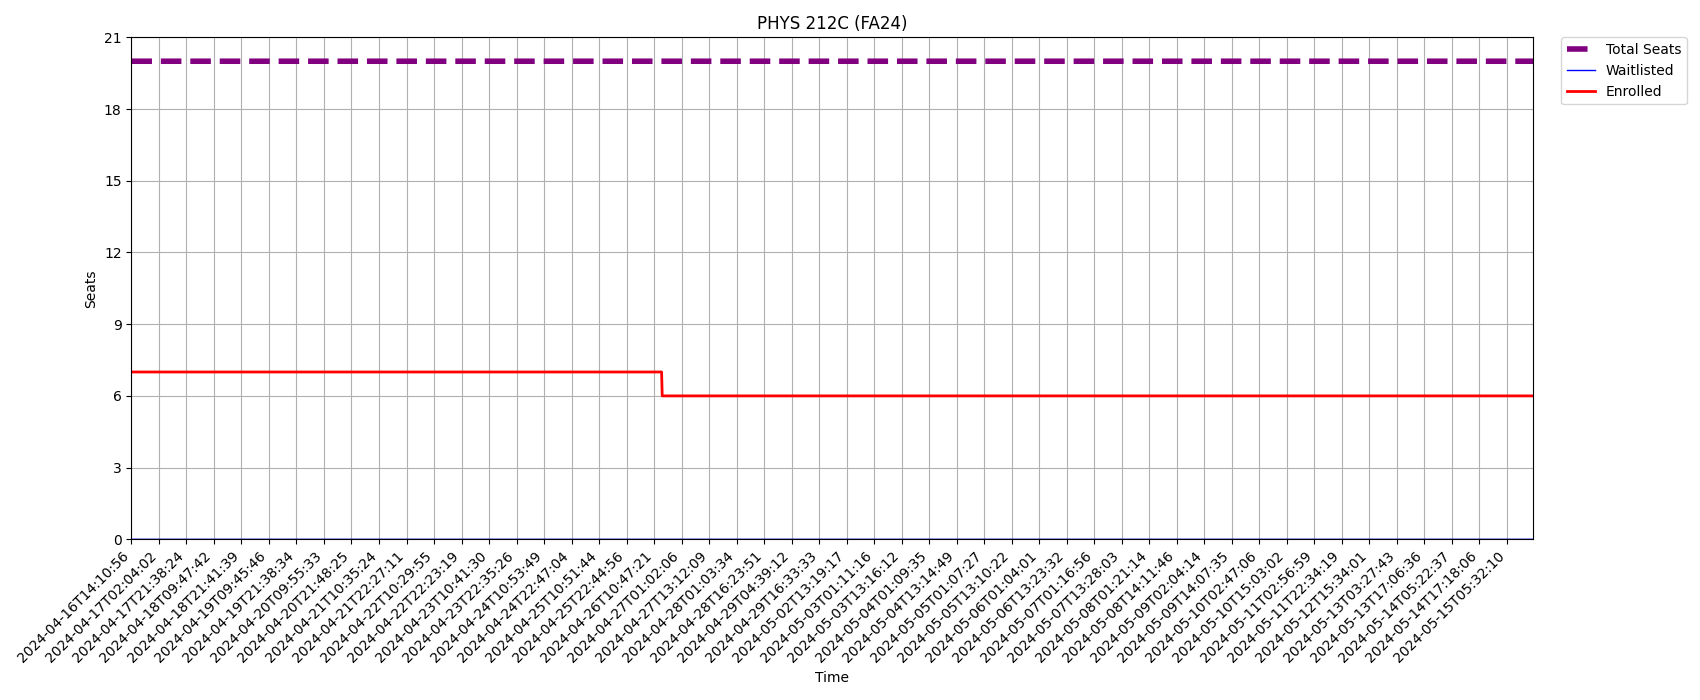 PHYS 212C (FA24)
Total Seats
Waitlisted
Enrolled
21
18
15
12
9
6
3
0
Seats
2024-04-16T14:10:56
2024-04-17T02:04:02
2024-04-17T21:38:24
2024-04-18T09:47:42
2024-04-18T21:41:39
2024-04-19T09:45:46
2024-04-19T21:38:34
2024-04-20T09:55:33
2024-04-20T21:48:25
2024-04-21T10:35:24
2024-04-21T22:27:11
2024-04-22T10:29:55
2024-04-22T22:23:19
2024-04-23T10:41:30
2024-04-23T22:35:26
2024-04-24T10:53:49
2024-04-24T22:47:04
2024-04-25T10:51:44
2024-04-25T22:44:56
2024-04-26T10:47:21
2024-04-27T01:02:06
2024-04-27T13:12:09
2024-04-28T01:03:34
2024-04-28T16:23:51
2024-04-29T04:39:12
2024-04-29T16:33:33
2024-05-02T13:19:17
2024-05-03T01:11:16
2024-05-03T13:16:12
2024-05-04T01:09:35
2024-05-04T13:14:49
2024-05-05T01:07:27
2024-05-05T13:10:22
2024-05-06T01:04:01
2024-05-06T13:23:32
2024-05-07T01:16:56
2024-05-07T13:28:03
2024-05-08T01:21:14
2024-05-08T14:11:46
2024-05-09T02:04:14
2024-05-09T14:07:35
2024-05-10T02:47:06
2024-05-10T15:03:02
2024-05-11T02:56:59
2024-05-11T22:34:19
2024-05-12T15:34:01
2024-05-13T03:27:43
2024-05-13T17:06:36
2024-05-14T05:22:37
2024-05-14T17:18:06
2024-05-15T05:32:10
Time